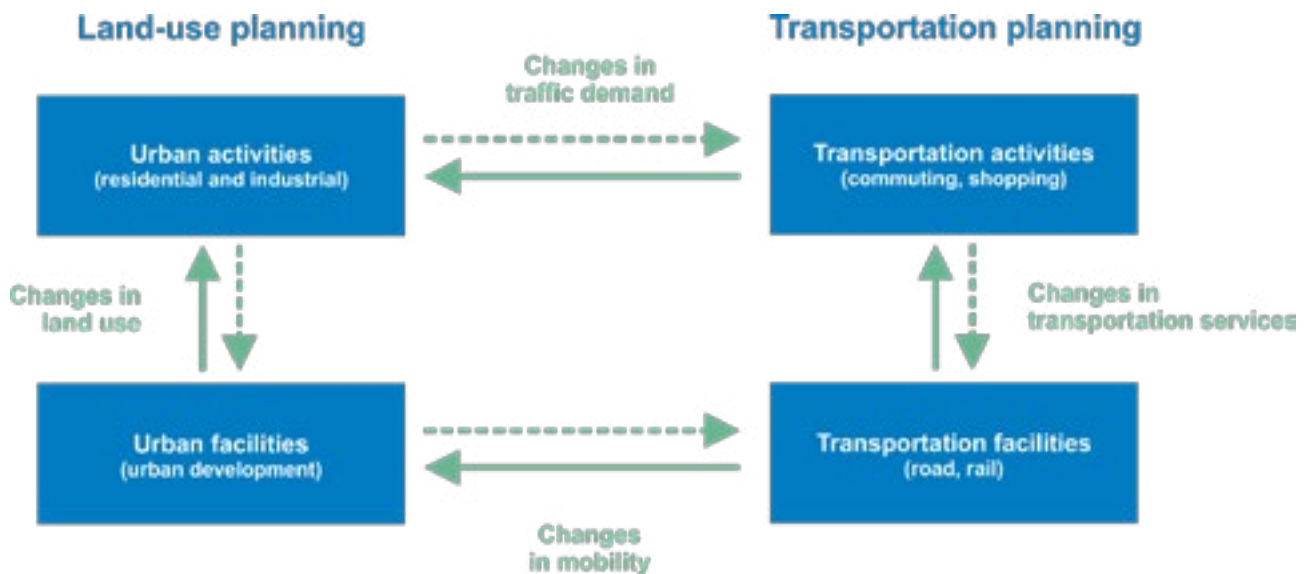 Land-use planning
Transportation planning
Changes in
traffic demand
Urban activities
(residential and industrial)
Transportation activities
(commuting, shopping)
Changes in
land use
Changes in
transportation services
Urban facilities
(urban development)
Transportation facilities
(road, rail)
Changes
in mobility